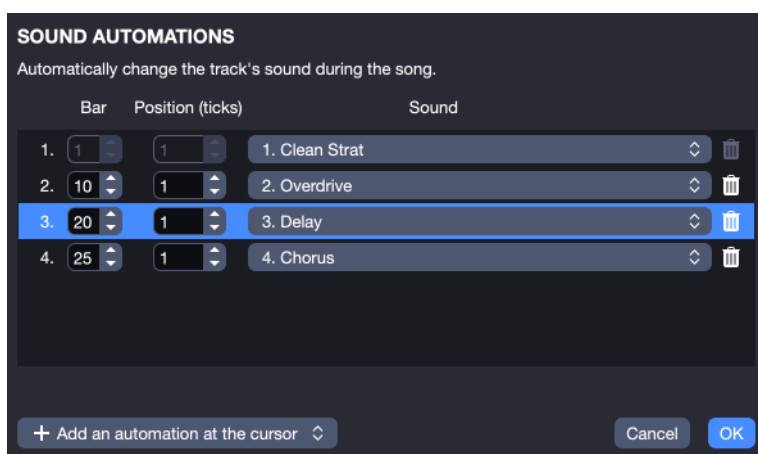 SOUND AUTOMATIONS
Automatically change the track's sound during the song.
Bar Position (ticks) Sound
1. 1 1 1. Clean Strat
2. 10 1 2. Overdrive
3. 20 1 3. Delay
4. 25 1 4. Chorus
+ Add an automation at the cursor Cancel OK